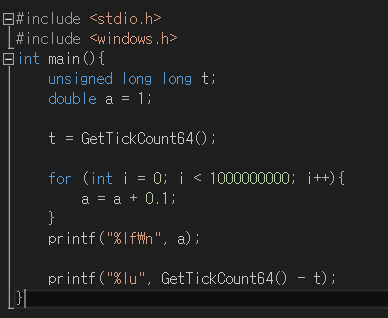 #include <stdio.h>
#include <windows.h>
int main(){
    unsigned long long t;
    double a = 1;

    t = GetTickCount64();

    for (int i = 0; i < 1000000000; i++){
        a = a + 0.1;
    }
    printf("%lf₩n", a);

    printf("%lu", GetTickCount64() - t);
}